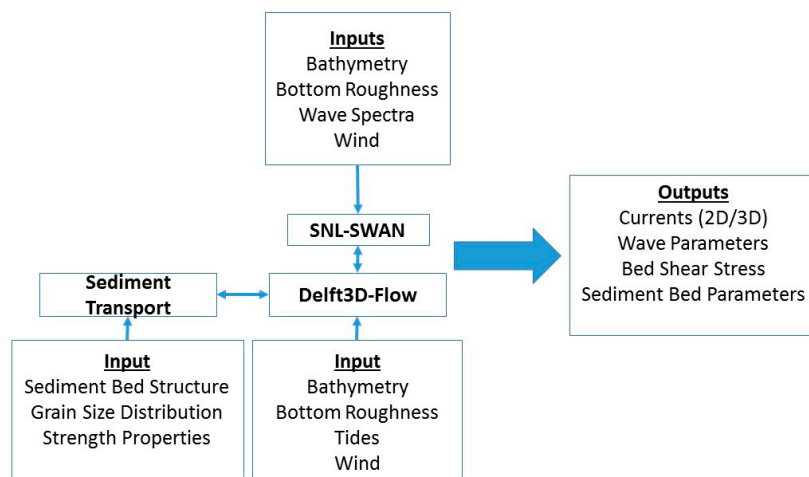 Inputs
Bathymetry
Bottom Roughness
Wave Spectra
Wind
SNL-SWAN
Sediment
Transport
Delft3D-Flow
Outputs
Currents (2D/3D)
Wave Parameters
Bed Shear Stress
Sediment Bed Parameters
Input
Sediment Bed Structure
Grain Size Distribution
Strength Properties
Input
Bathymetry
Bottom Roughness
Tides
Wind